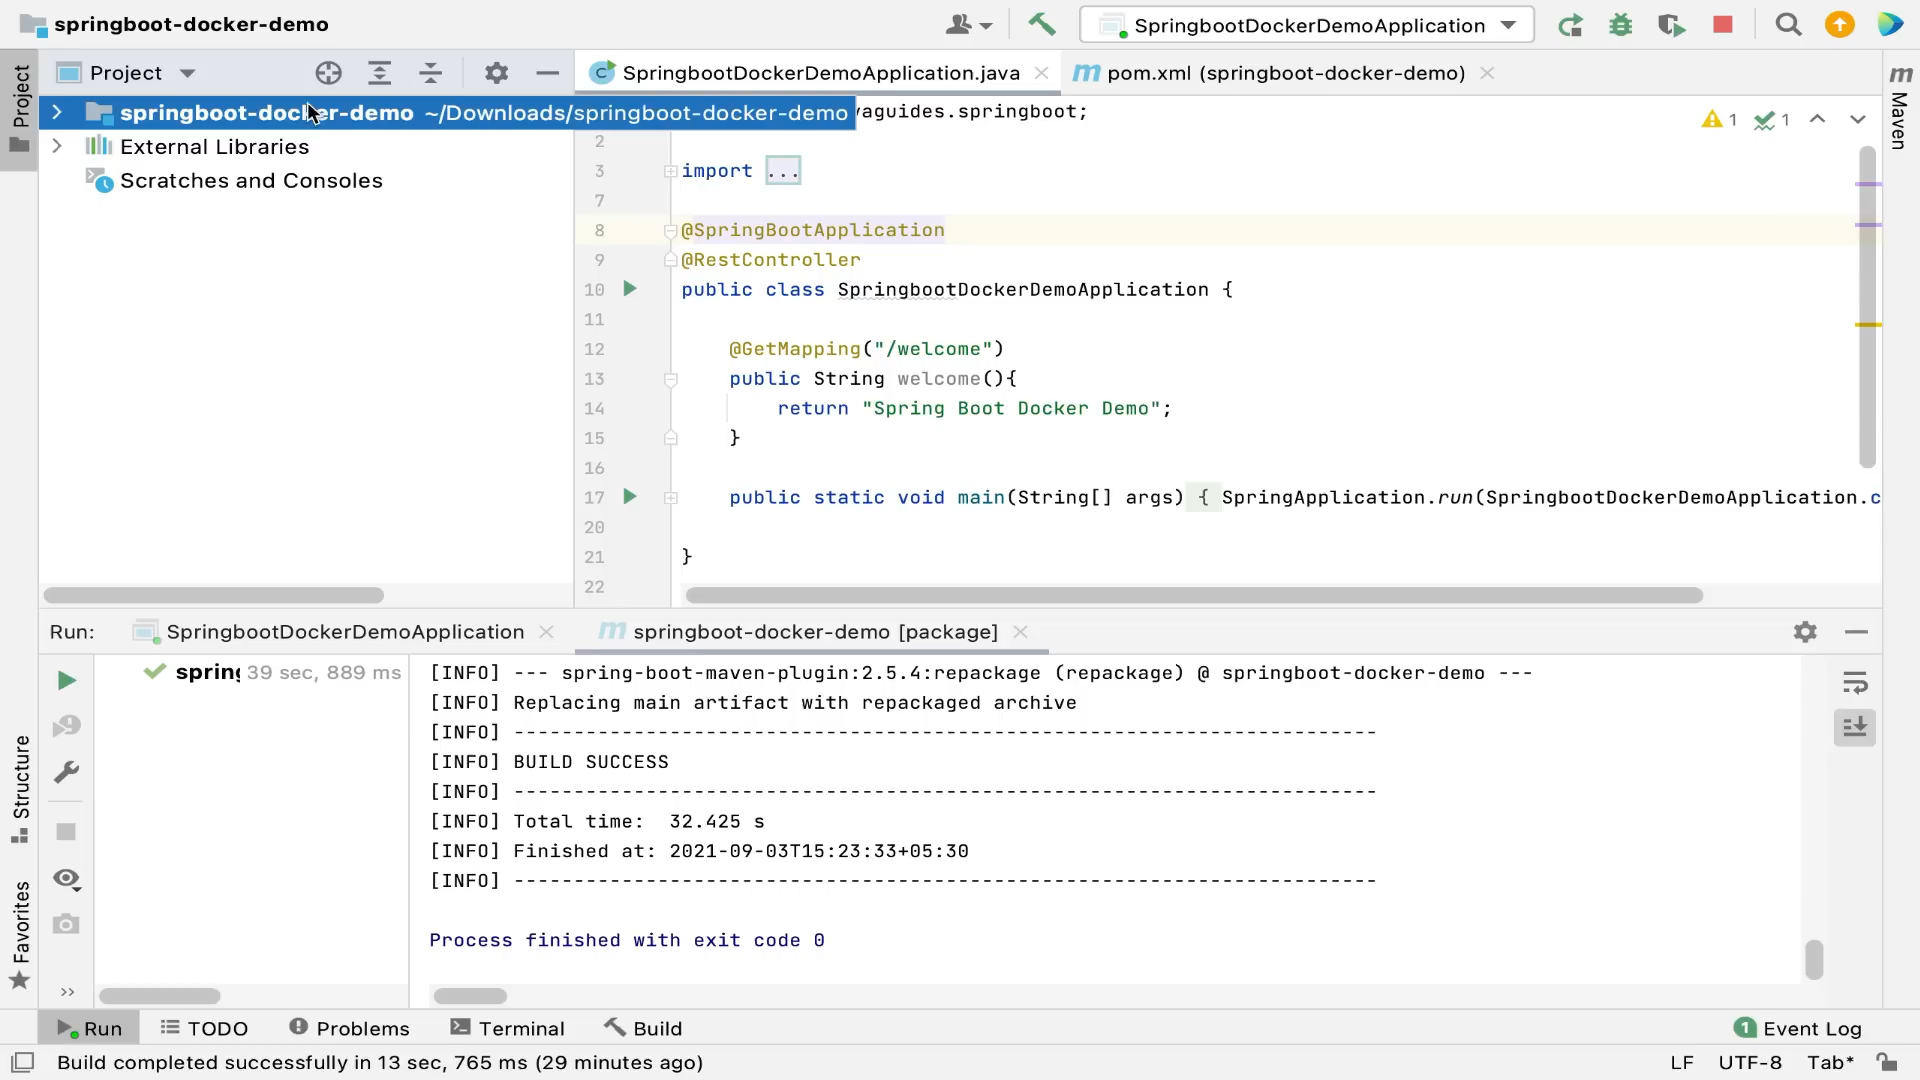 springboot-docker-demo
SpringbootDockerDemoApplication
Project
Project
SpringbootDockerDemoApplication.java
pom.xml (springboot-docker-demo)
Maven
springboot-docker-demo ~/Downloads/springboot-docker-demo
External Libraries
Scratches and Consoles
vaguides.springboot;
1 1
2
3 import ...
7
8 @SpringBootApplication
9 @RestController
10 public class SpringbootDockerDemoApplication {
11
12 @GetMapping("/welcome")
13 public String welcome(){
14 return "Spring Boot Docker Demo";
15 }
16
17 public static void main(String[] args) { SpringApplication.run(SpringbootDockerDemoApplication.c
20
21 }
22
Run: SpringbootDockerDemoApplication
springboot-docker-demo [package]
spring 39 sec, 889 ms
[INFO] --- spring-boot-maven-plugin:2.5.4:repackage (repackage) @ springboot-docker-demo ---
[INFO] Replacing main artifact with repackaged archive
[INFO] ------------------------------------------------------------------------
[INFO] BUILD SUCCESS
[INFO] ------------------------------------------------------------------------
[INFO] Total time:  32.425 s
[INFO] Finished at: 2021-09-03T15:23:33+05:30
[INFO] ------------------------------------------------------------------------
Process finished with exit code 0
Structure
Favorites
Run TODO Problems Terminal Build
1 Event Log
Build completed successfully in 13 sec, 765 ms (29 minutes ago)
LF UTF-8 Tab*